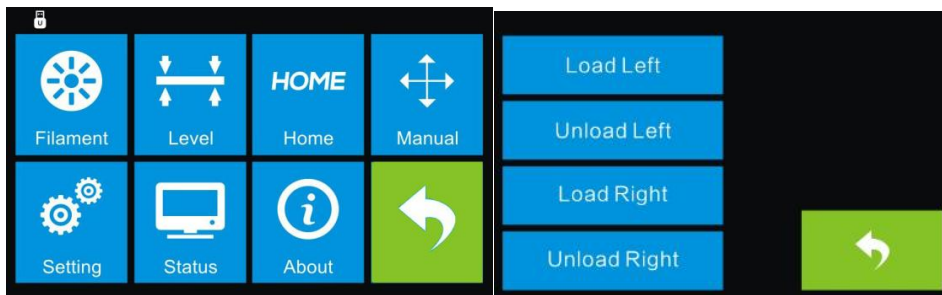 U
HOME
Filament Level Home Manual
i
Setting Status About
Load Left
Unload Left
Load Right
Unload Right